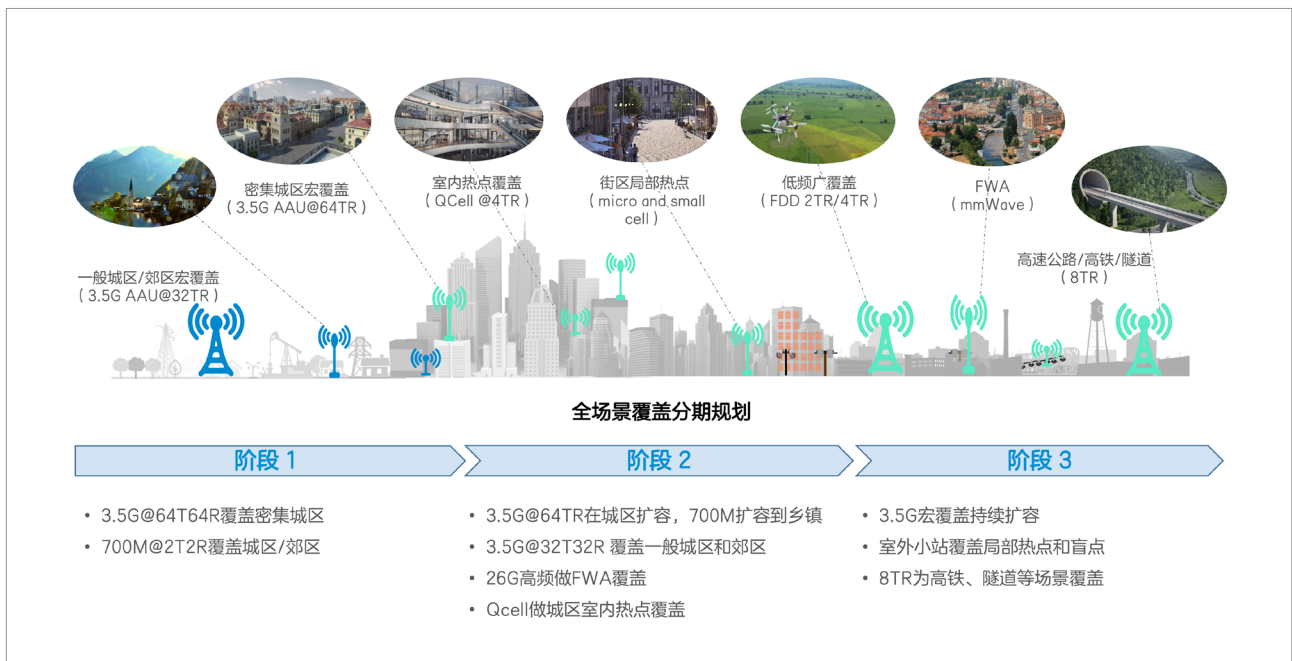 密集城区宏覆盖
(3.5G AAU@64TR)
室内热点覆盖
(QCell @4TR)
街区局部热点
(micro and small
cell)
低频广覆盖
(FDD 2TR/4TR)
FWA
(mmWave)
高速公路/高铁/隧道
(8TR)
一般城区/郊区宏覆盖
(3.5G AAU@32TR)
全场景覆盖分期规划
阶段 1
阶段 2
阶段 3
• 3.5G@64T64R覆盖密集城区
• 700M@2T2R覆盖城区/郊区
• 3.5G@64TR在城区扩容，700M扩容到乡镇
• 3.5G@32T32R 覆盖一般城区和郊区
• 26G高频做FWA覆盖
• Qcell做城区室内热点覆盖
• 3.5G宏覆盖持续扩容
• 室外小站覆盖局部热点和盲点
• 8TR为高铁、隧道等场景覆盖